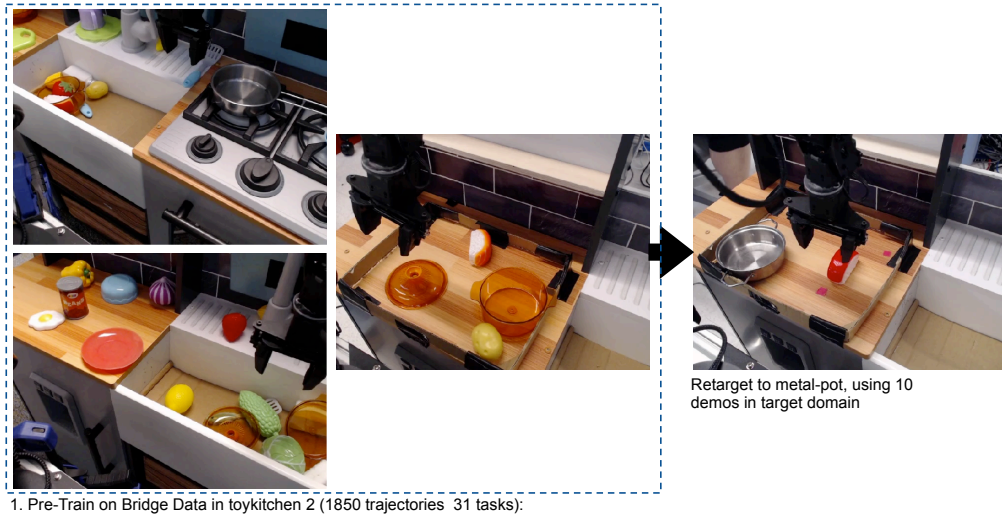 Retarget to metal-pot, using 10
demos in target domain
1. Pre-Train on Bridge Data in toykitchen 2 (1850 trajectories 31 tasks):